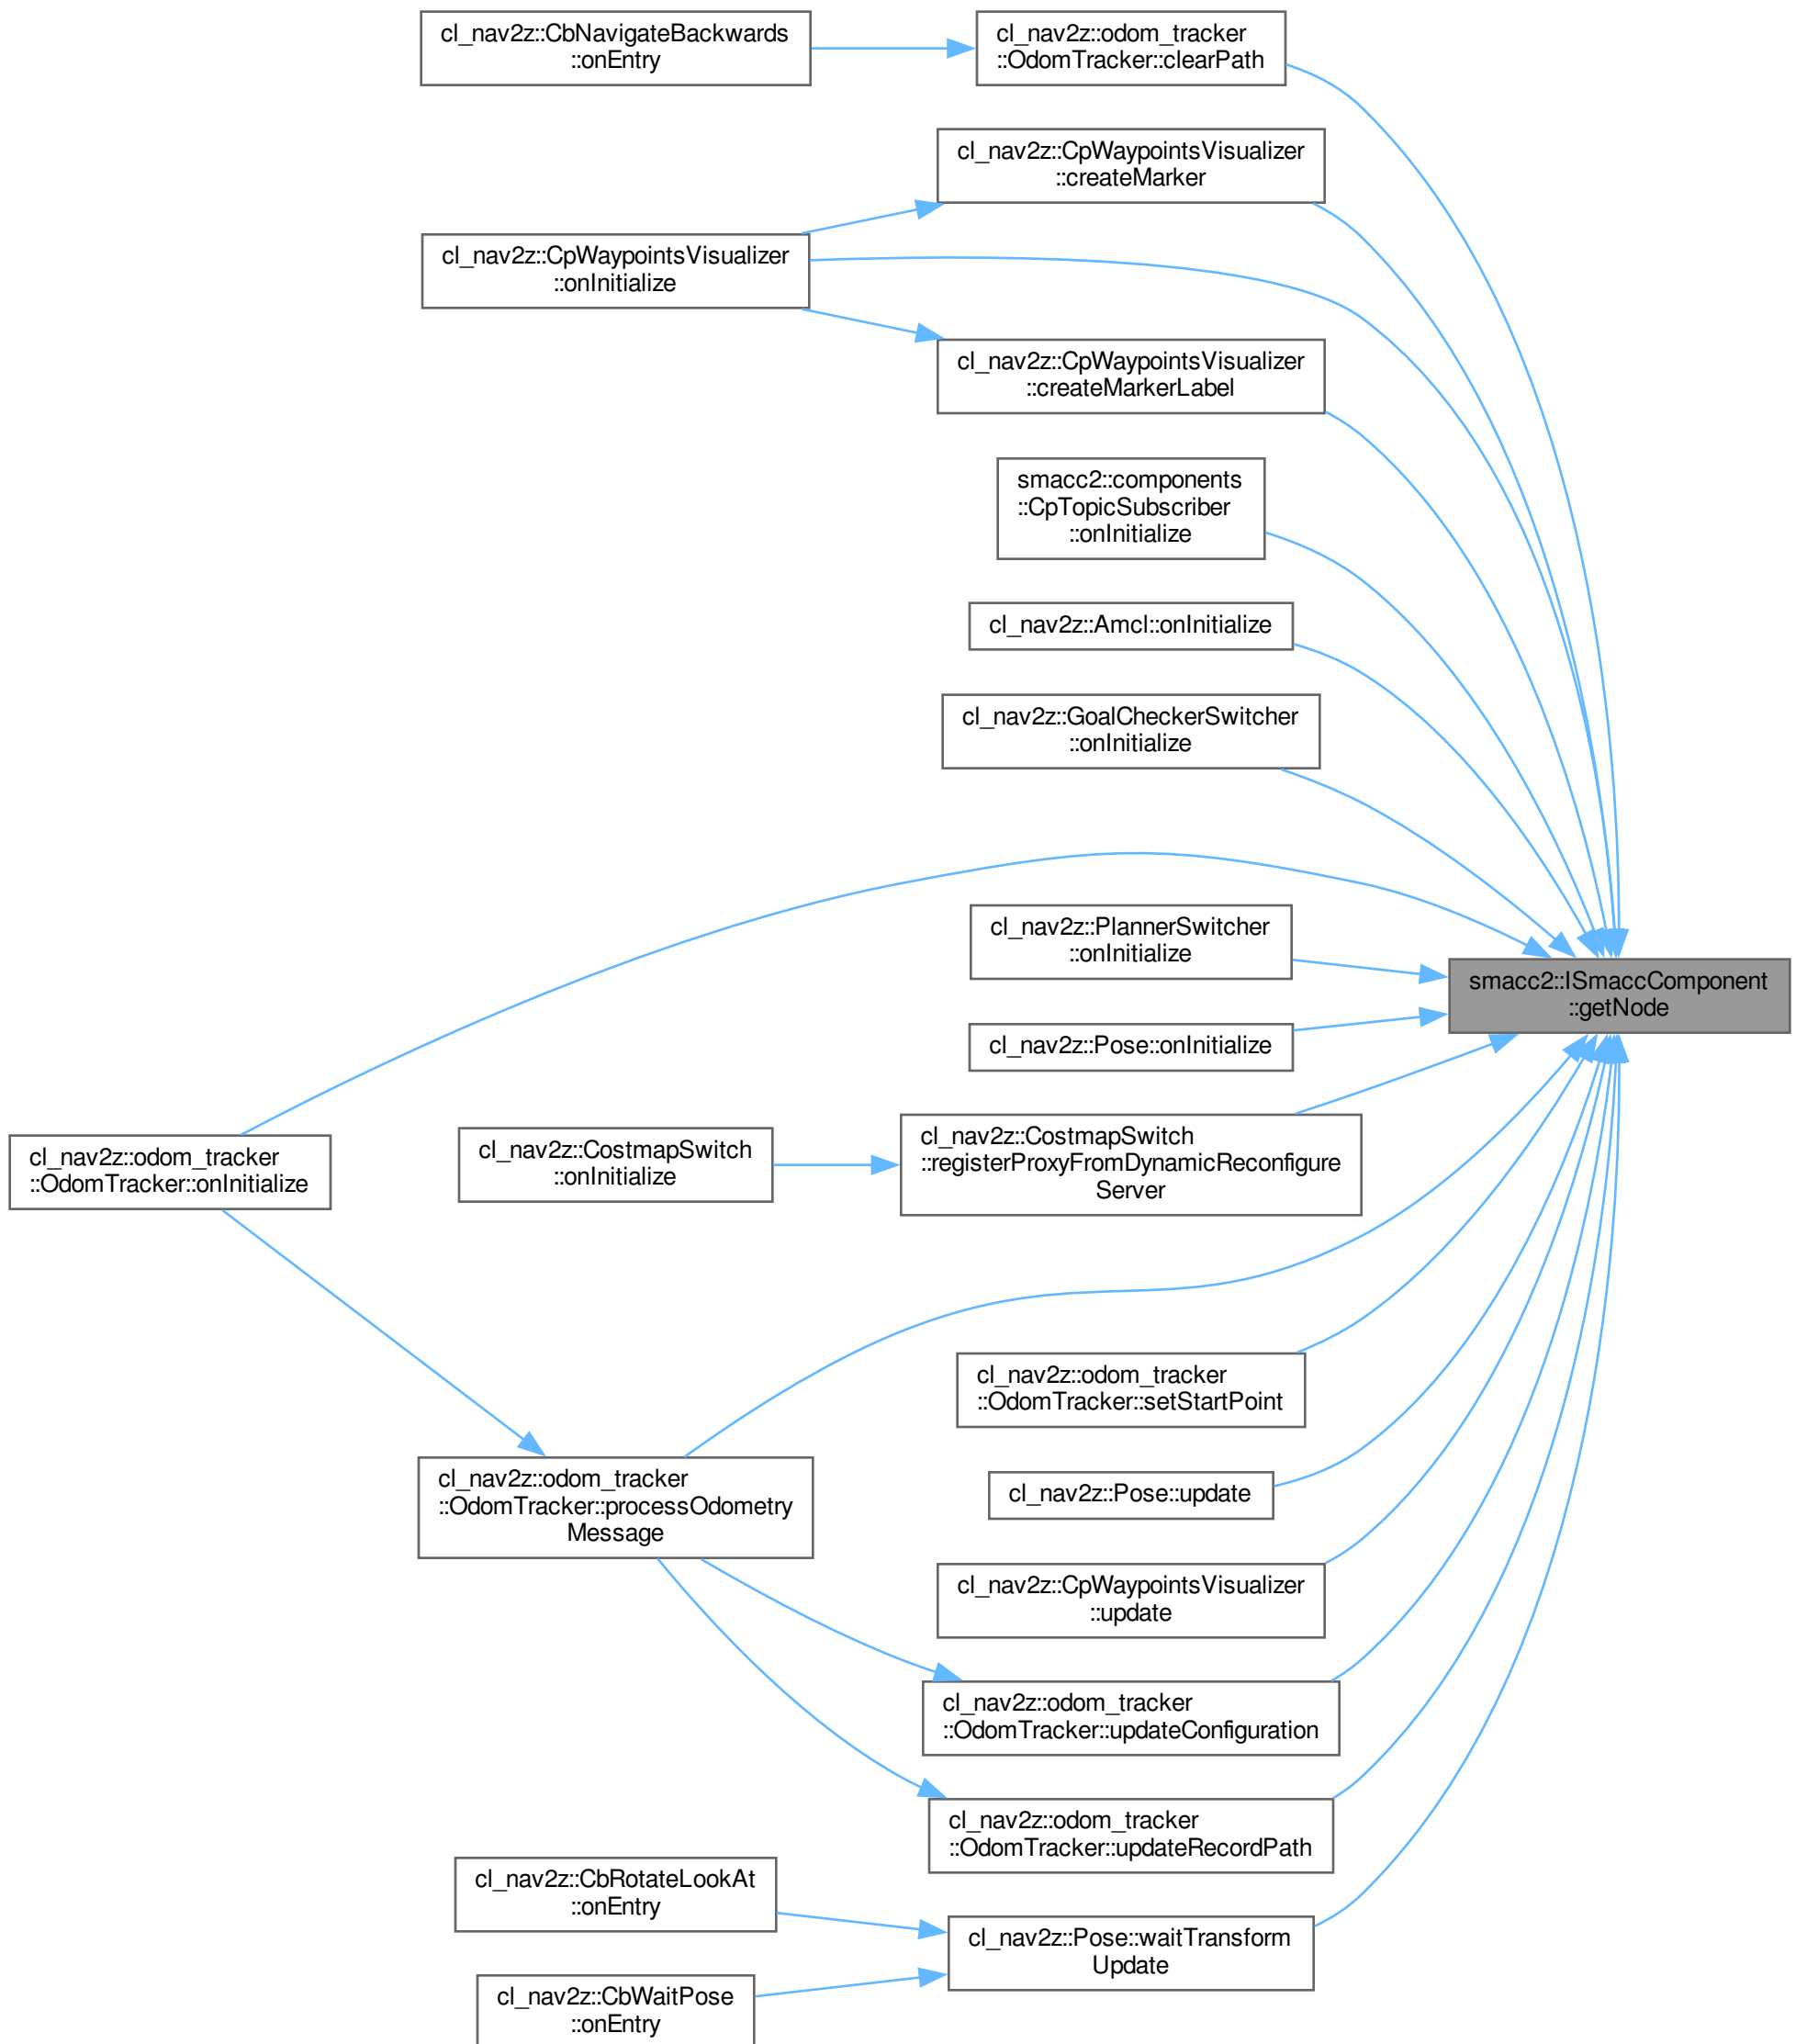 cl_nav2z::CbNavigateBackwards
::onEntry
cl_nav2z::odom_tracker
::OdomTracker::clearPath
cl_nav2z::CpWaypointsVisualizer
::createMarker
cl_nav2z::CpWaypointsVisualizer
::onInitialize
cl_nav2z::CpWaypointsVisualizer
::createMarkerLabel
smacc2::components
::CpTopicSubscriber
::onInitialize
cl_nav2z::Amcl::onInitialize
cl_nav2z::GoalCheckerSwitcher
::onInitialize
cl_nav2z::PlannerSwitcher
::onInitialize
smacc2::ISmaccComponent
::getNode
cl_nav2z::Pose::onInitialize
cl_nav2z::odom_tracker
::OdomTracker::onInitialize
cl_nav2z::CostmapSwitch
::onInitialize
cl_nav2z::CostmapSwitch
::registerProxyFromDynamicReconfigure
Server
cl_nav2z::odom_tracker
::OdomTracker::setStartPoint
cl_nav2z::odom_tracker
::OdomTracker::processOdometry
Message
cl_nav2z::Pose::update
cl_nav2z::CpWaypointsVisualizer
::update
cl_nav2z::odom_tracker
::OdomTracker::updateConfiguration
cl_nav2z::odom_tracker
::OdomTracker::updateRecordPath
cl_nav2z::CbRotateLookAt
::onEntry
cl_nav2z::Pose::waitTransform
Update
cl_nav2z::CbWaitPose
::onEntry